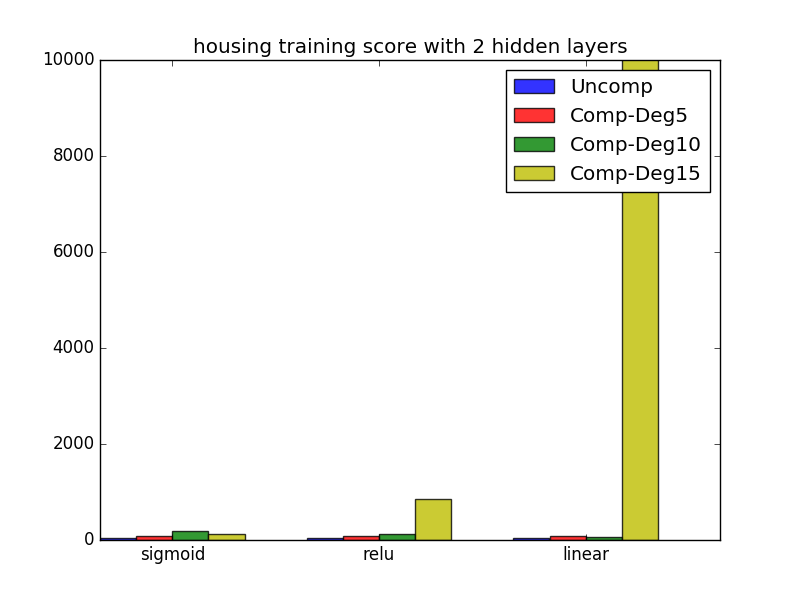 housing training score with 2 hidden layers
10000
8000
6000
4000
2000
0
Uncomp
Comp-Deg5
Comp-Deg10
Comp-Deg15
sigmoid
relu
linear